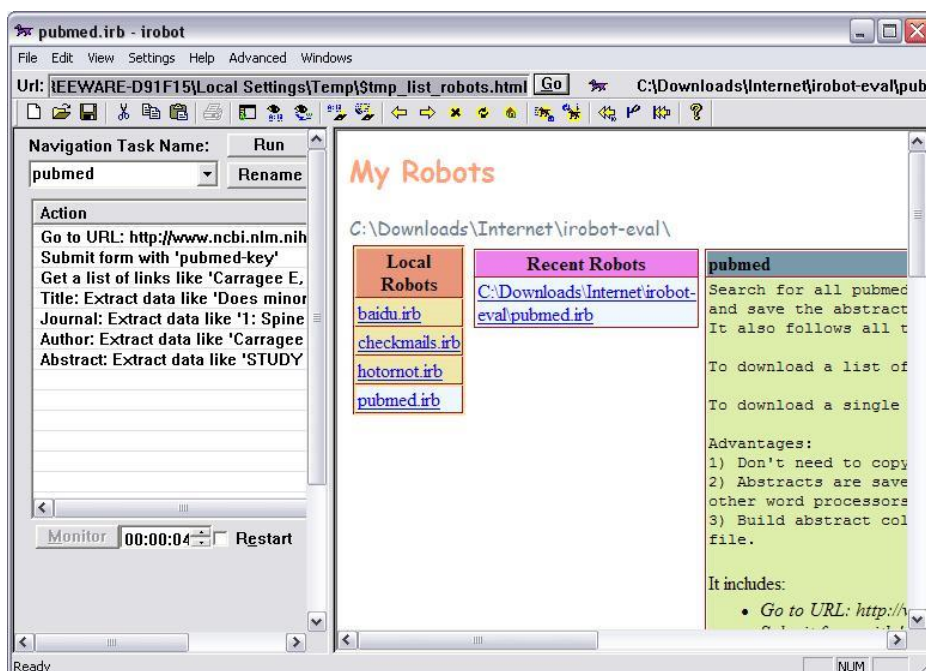 pubmed.irb - irobot
File Edit View Settings Help Advanced Windows
Url: REEWARE-D91F15\Local Settings\Temp\$tmp_list_robots.html Go C:\Downloads\Internet\irobot-eval\pub
Navigation Task Name: Run
pubmed Rename
Action
Go to URL: http://www.ncbi.nlm.nih
Submit form with 'pubmed-key'
Get a list of links like 'Carragee E,
Title: Extract data like 'Does minor
Journal: Extract data like '1: Spine
Author: Extract data like 'Carragee
Abstract: Extract data like 'STUDY
Monitor 00:00:04 Restart
My Robots
C:\Downloads\Internet\irobot-eval\
Local
Robots
baidu.irb
checkmails.irb
hotornot.irb
pubmed.irb
Recent Robots
C:\Downloads\Internet\irobot-
eval\pubmed.irb
pubmed
Search for all pubmed
and save the abstract
It also follows all t
To download a list of
To download a single
Advantages:
1) Don't need to copy
2) Abstracts are save
other word processors
3) Build abstract col
file.
It includes:
• Go to URL: http://
Ready NUM